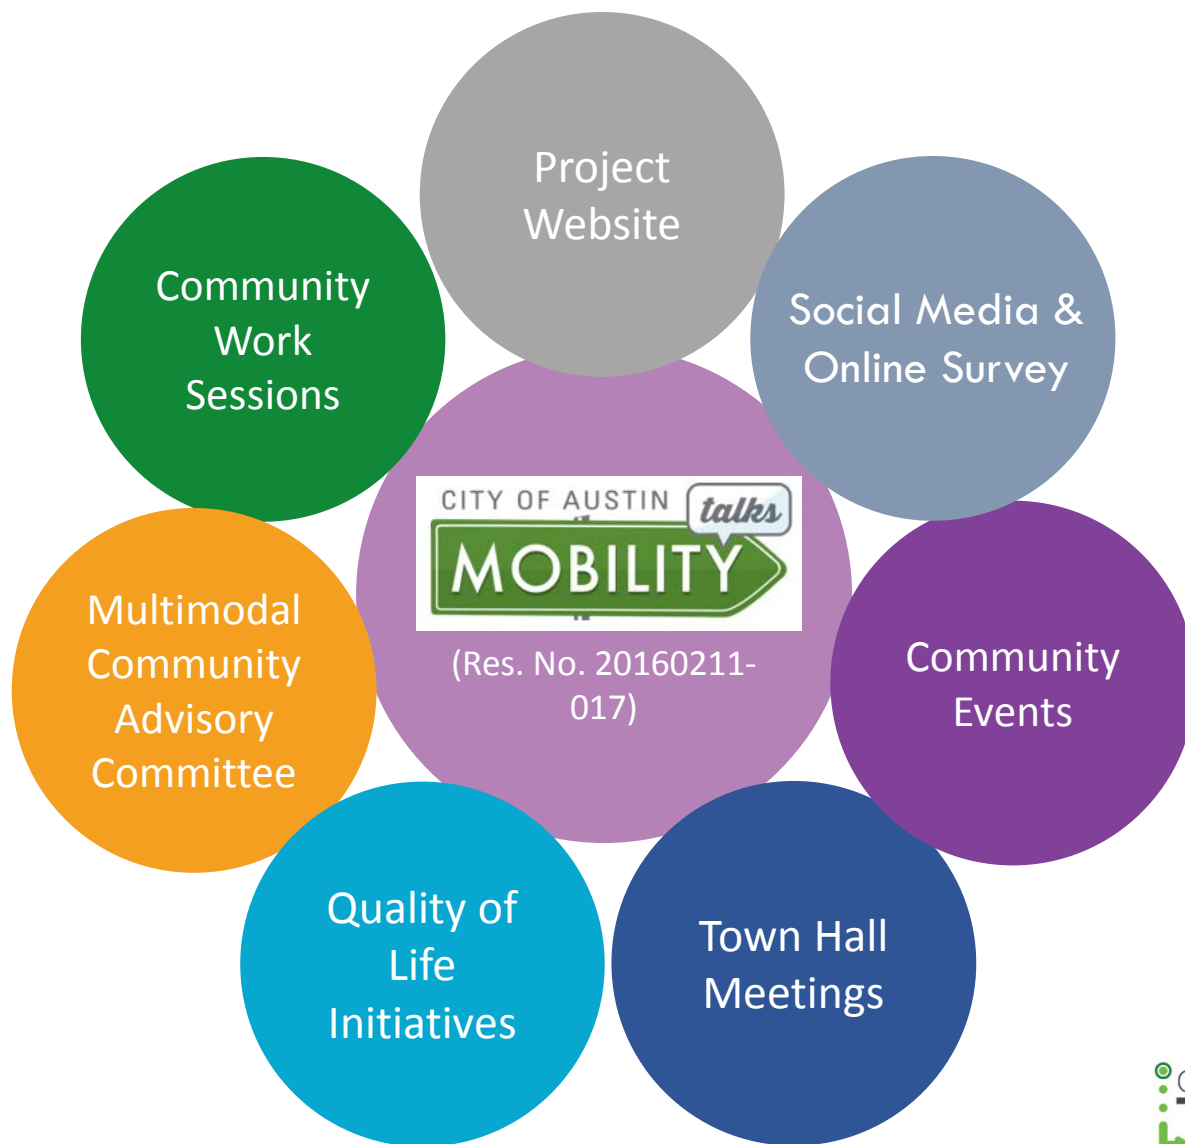 Project
Website
Social Media &
Online Survey
Community
Events
Town Hall
Meetings
Quality of
Life
Initiatives
Multimodal
Community
Advisory
Committee
Community
Work
Sessions
CITY OF AUSTIN talks
MOBILITY
(Res. No. 20160211-
017)